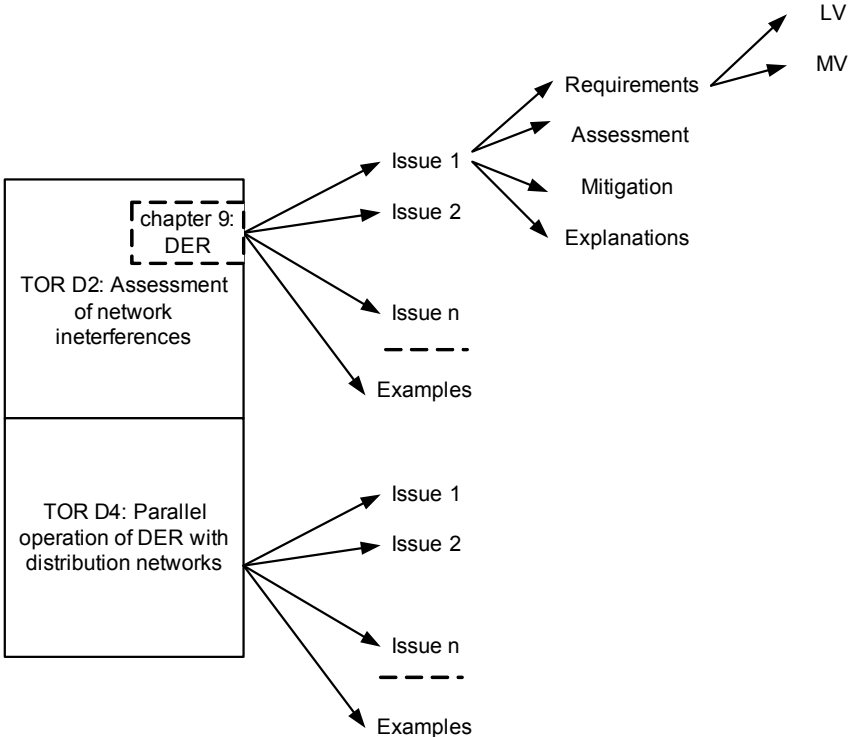 LV
MV
Requirements
Assessment
Mitigation
Explanations
Issue 1
Issue 2
Issue n
Examples
chapter 9:
DER
TOR D2: Assessment
of network
ineterferences
TOR D4: Parallel
operation of DER with
distribution networks
Issue 1
Issue 2
Issue n
Examples